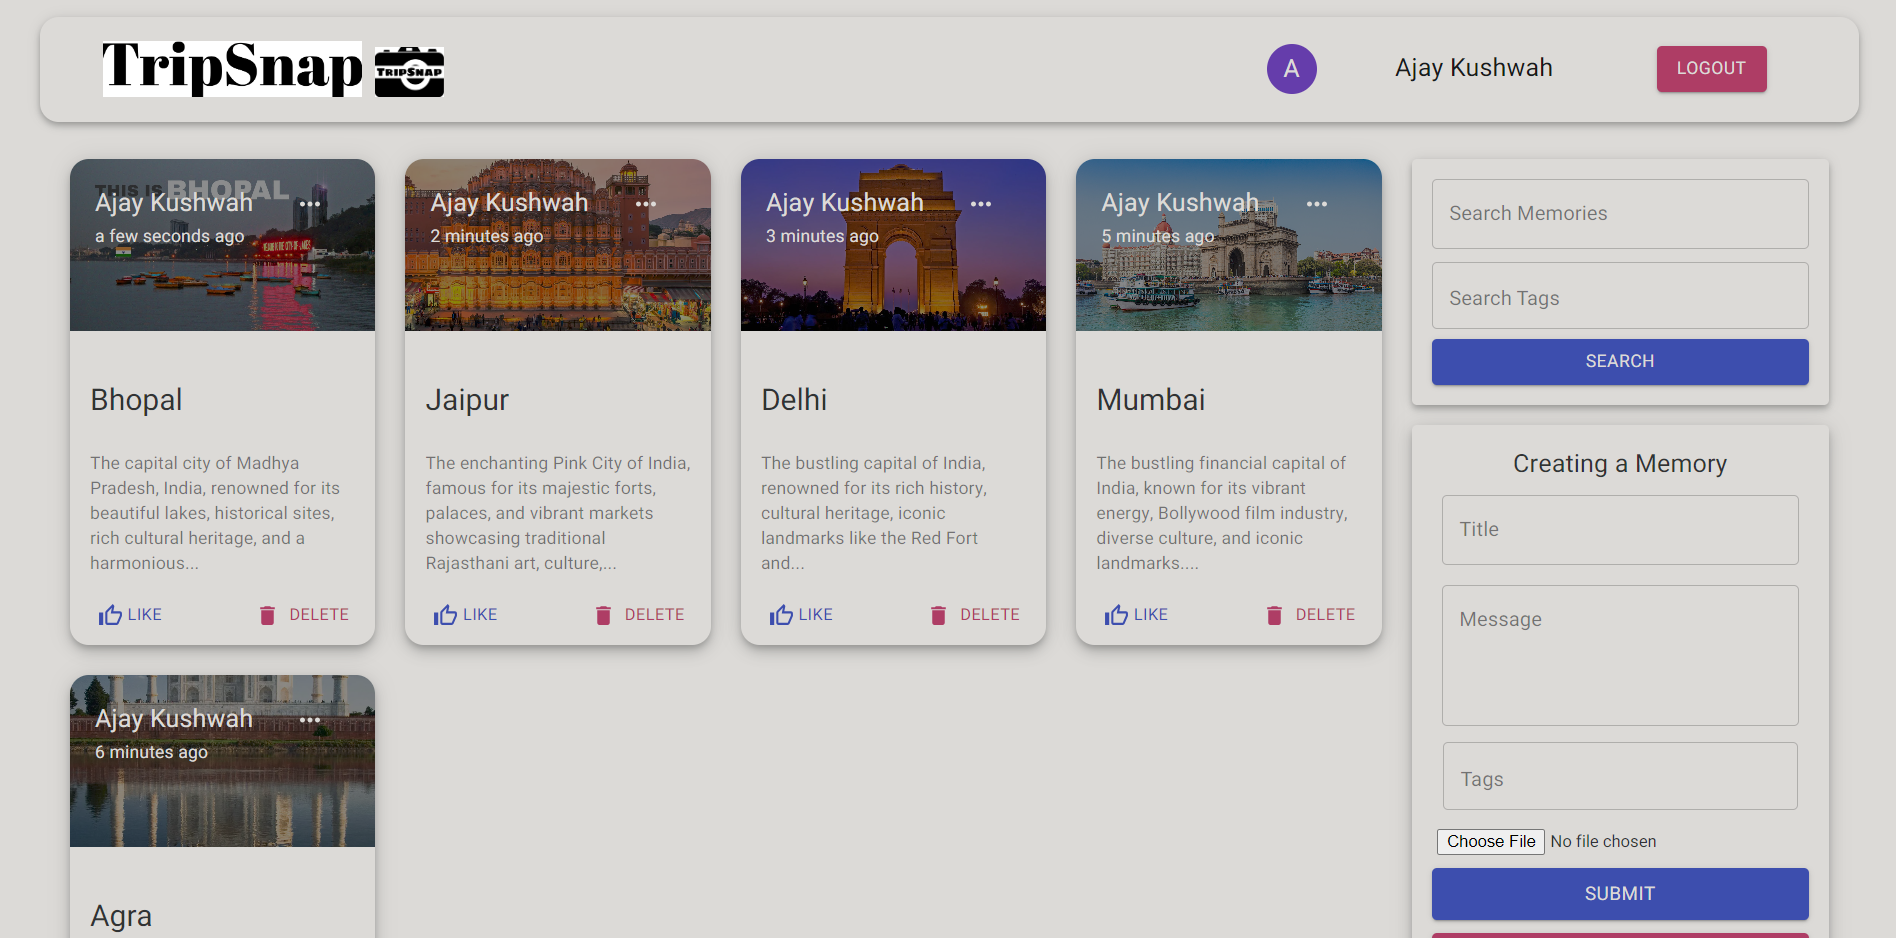 TripSnap
TRIPSNAP
A
Ajay Kushwah
LOGOUT
THIS IS BHOPAL
Ajay Kushwah
a few seconds ago
Bhopal
The capital city of Madhya
Pradesh, India, renowned for its
beautiful lakes, historical sites,
rich cultural heritage, and a
harmonious...
LIKE
DELETE
Ajay Kushwah
2 minutes ago
Jaipur
The enchanting Pink City of India,
famous for its majestic forts,
palaces, and vibrant markets
showcasing traditional
Rajasthani art, culture,...
LIKE
DELETE
Ajay Kushwah
3 minutes ago
Delhi
The bustling capital of India,
renowned for its rich history,
cultural heritage, iconic
landmarks like the Red Fort
and...
LIKE
DELETE
Ajay Kushwah
5 minutes ago
Mumbai
The bustling financial capital of
India, known for its vibrant
energy, Bollywood film industry,
diverse culture, and iconic
landmarks....
LIKE
DELETE
Ajay Kushwah
6 minutes ago
Agra
Search Memories
Search Tags
SEARCH
Creating a Memory
Title
Message
Tags
Choose File No file chosen
SUBMIT